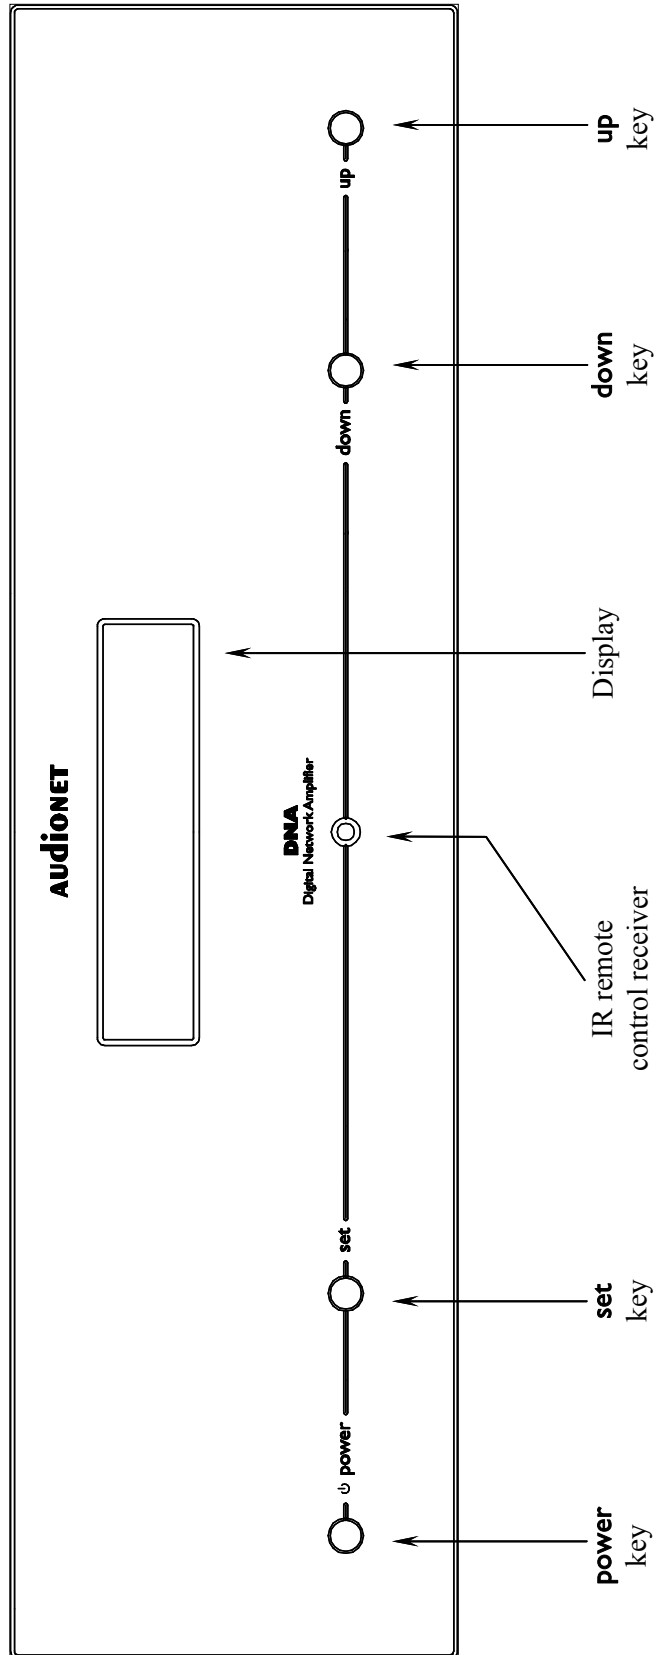 AUDIONET
DNA
Digital Network Amplifier
power
set
down
up
power
key
set
key
IR remote
control receiver
Display
down
key
up
key